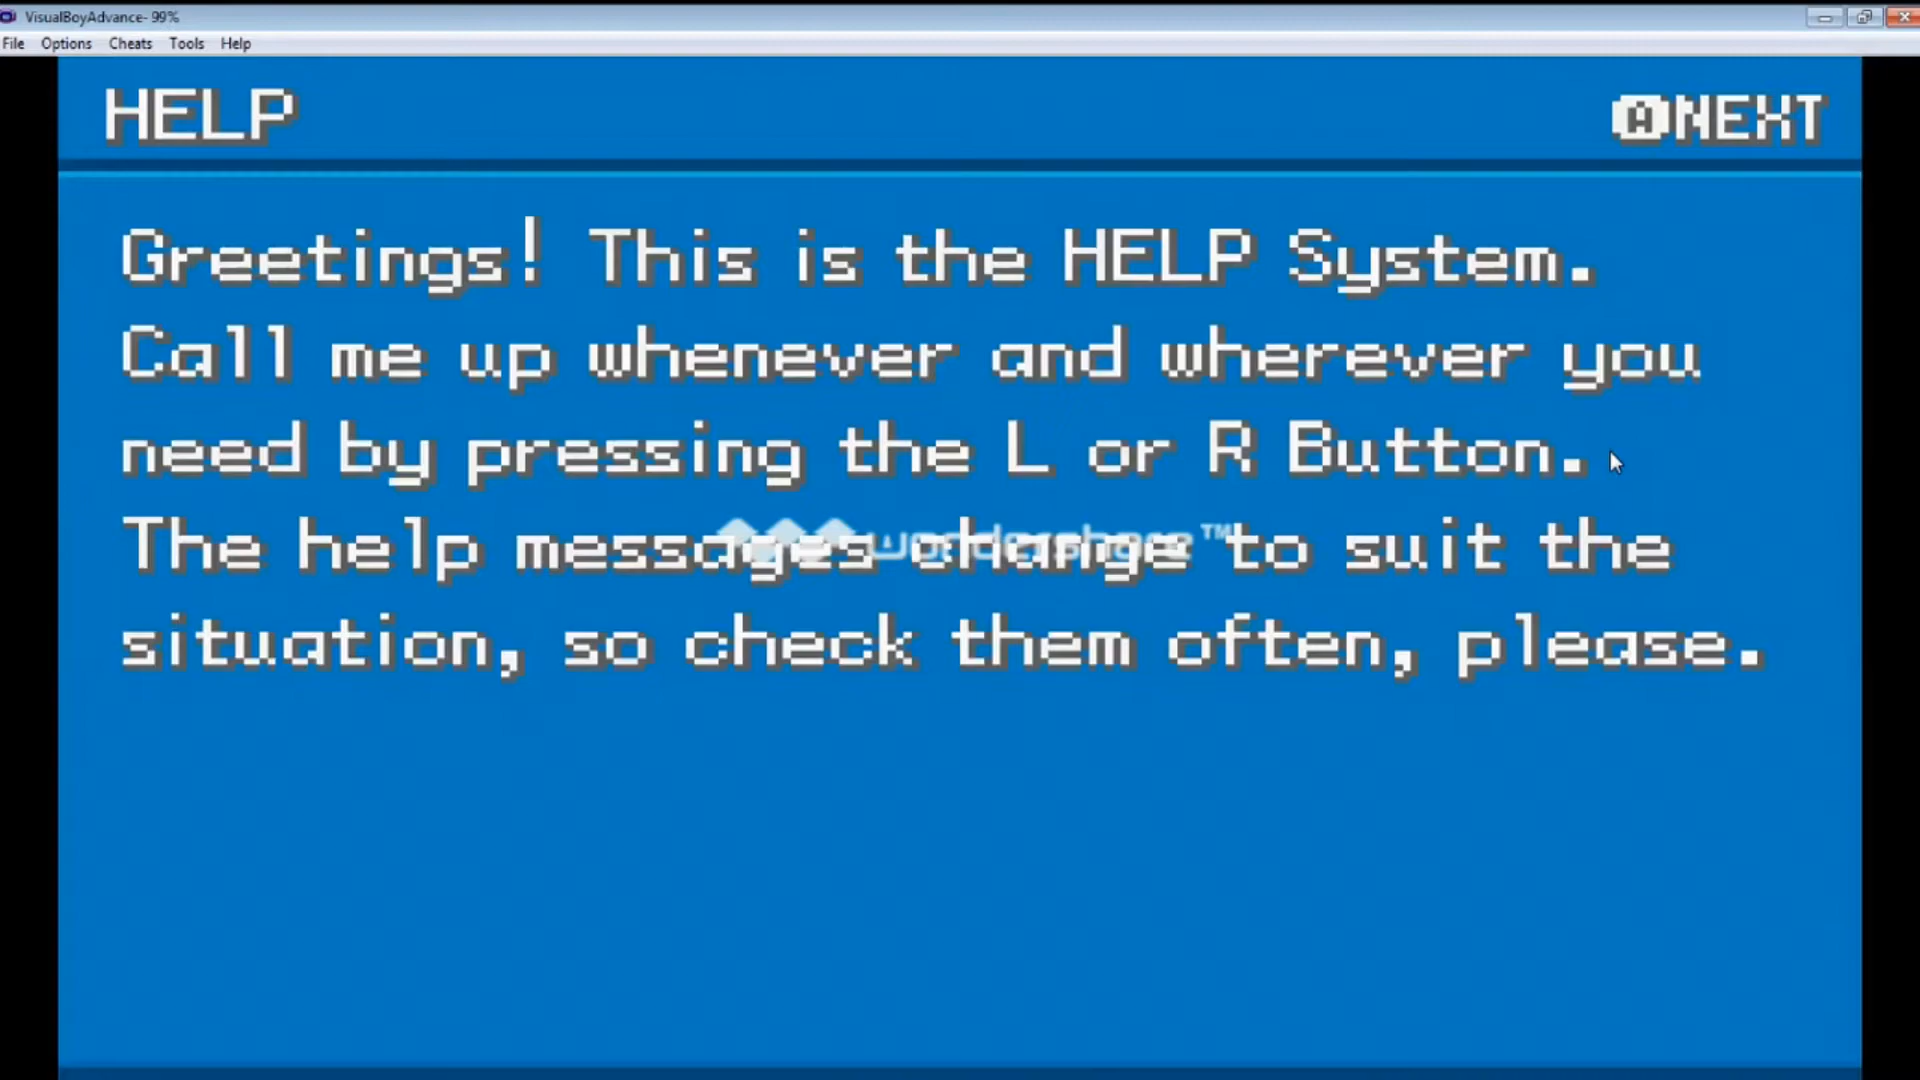 VisualBoyAdvance- 99%
File Options Cheats Tools Help
HELP
A NEXT
Greetings! This is the HELP System.
Call me up whenever and wherever you
need by pressing the L or R Button.
The help messages change to suit the
situation, so check them often, please.
wondershare™